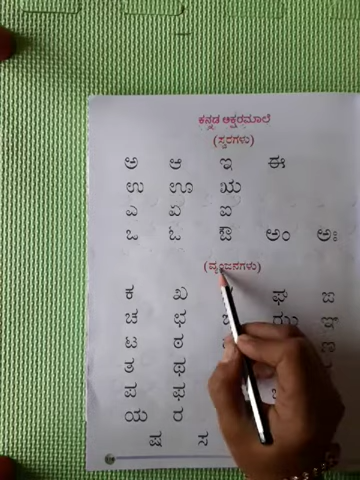 ಕನ್ನಡ ಅಕ್ಷರಮಾಲೆ
(ಸ್ವರಗಳು)
ಅ ಆ ಇ ಈ
ಉ ಊ ಋ
ಎ ಏ ಐ
ಒ ಓ ಔ ಅಂ ಅಃ
(ವ್ಯಂಜನಗಳು)
ಕ ಖ ಘ ಙ
ಚ ಛ ಝ ಞ
ಟ ಠ ಣ
ತ ಥ
ಪ ಫ
ಯ ರ
ಷ ಸ